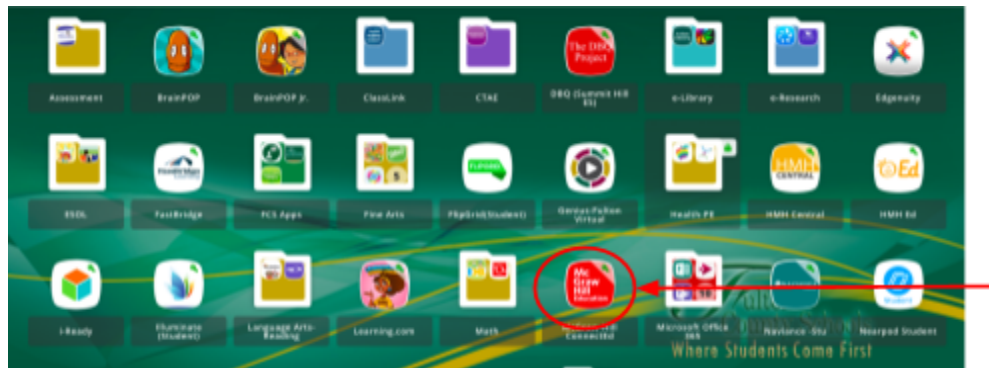 The DBQ
Project
Assessment
BrainPOP
BrainPOP Jr.
ClassLink
CTAE
DBQ (Summit Hill
ES)
e-Library
e-Research
Edgenuity
FLIPGRID
HMH
CENTRAL
Ed
ESOL
FastBridge
FCS Apps
Fine Arts
FlipGrid(Student)
Genius-Fulton
Virtual
Health PE
HMH Central
HMH Ed
Mc
Graw
Hill
Education
Student
i-Ready
Illuminate
(Student)
Language Arts-
Reading
Learning.com
Math
ConnectEd
Microsoft Office
365
Naviance -Stu
Nearpod Student
Where Students Come First